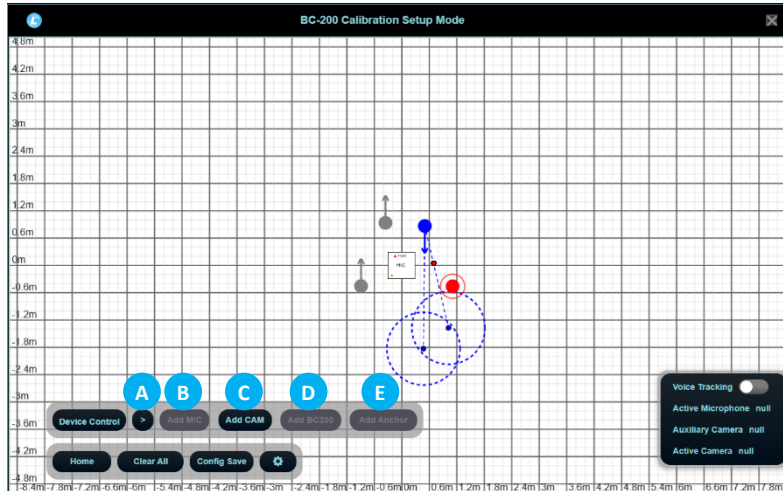 L
BC-200 Calibration Setup Mode
4.8m
4.2m
3.6m
3m
2.4m
1.8m
1.2m
0.6m
0m
-0.6m
-1.2m
-1.8m
-2.4m
-3m
-3.6m
-4.2m
-4.8m
MIC
A
B
C
D
E
Device Control
>
Add MIC
Add CAM
Add BC200
Add Anchor
Home
Clear All
Config Save
Voice Tracking
Active Microphone null
Auxiliary Camera null
Active Camera null
-8.4m -7.8m -7.2m -6.6m -6m -5.4m -4.8m -4.2m -3.6m -3m -2.4m -1.8m -1.2m -0.6m 0m 0.6m 1.2m 1.8m 2.4m 3m 3.6m 4.2m 4.8m 5.4m 6m 6.6m 7.2m 7.8m